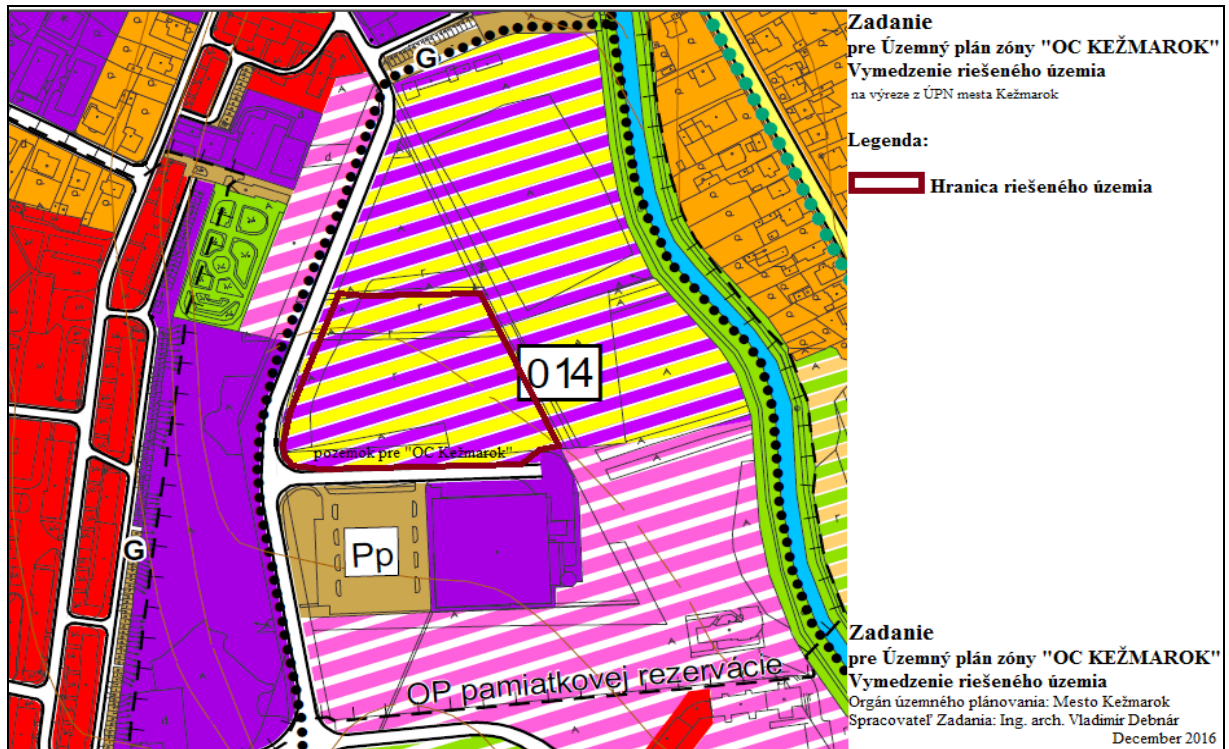 Zadanie
pre Územný plán zóny "OC KEŽMAROK"
Vymedzenie riešeného územia
na výreze z ÚPN mesta Kežmarok
Legenda:
Hranica riešeného územia
G
014
pozemok pre "OC Kežmarok"
Pp
G
OP pamiatkovej rezervácie
Zadanie
pre Územný plán zóny "OC KEŽMAROK"
Vymedzenie riešeného územia
Orgán územného plánovania: Mesto Kežmarok
Spracovateľ Zadania: Ing. arch. Vladimir Debnár
December 2016